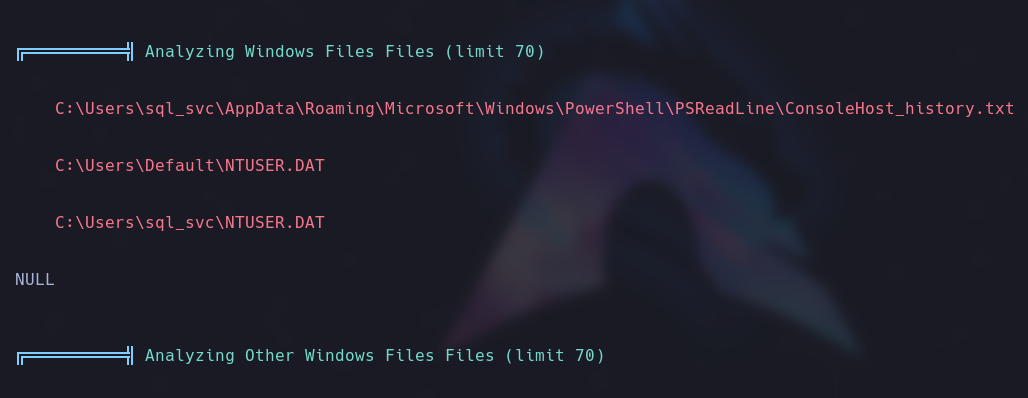 ╔══════════╣ Analyzing Windows Files Files (limit 70)
C:\Users\sql_svc\AppData\Roaming\Microsoft\Windows\PowerShell\PSReadLine\ConsoleHost_history.txt
C:\Users\Default\NTUSER.DAT
C:\Users\sql_svc\NTUSER.DAT
NULL
╔══════════╣ Analyzing Other Windows Files Files (limit 70)